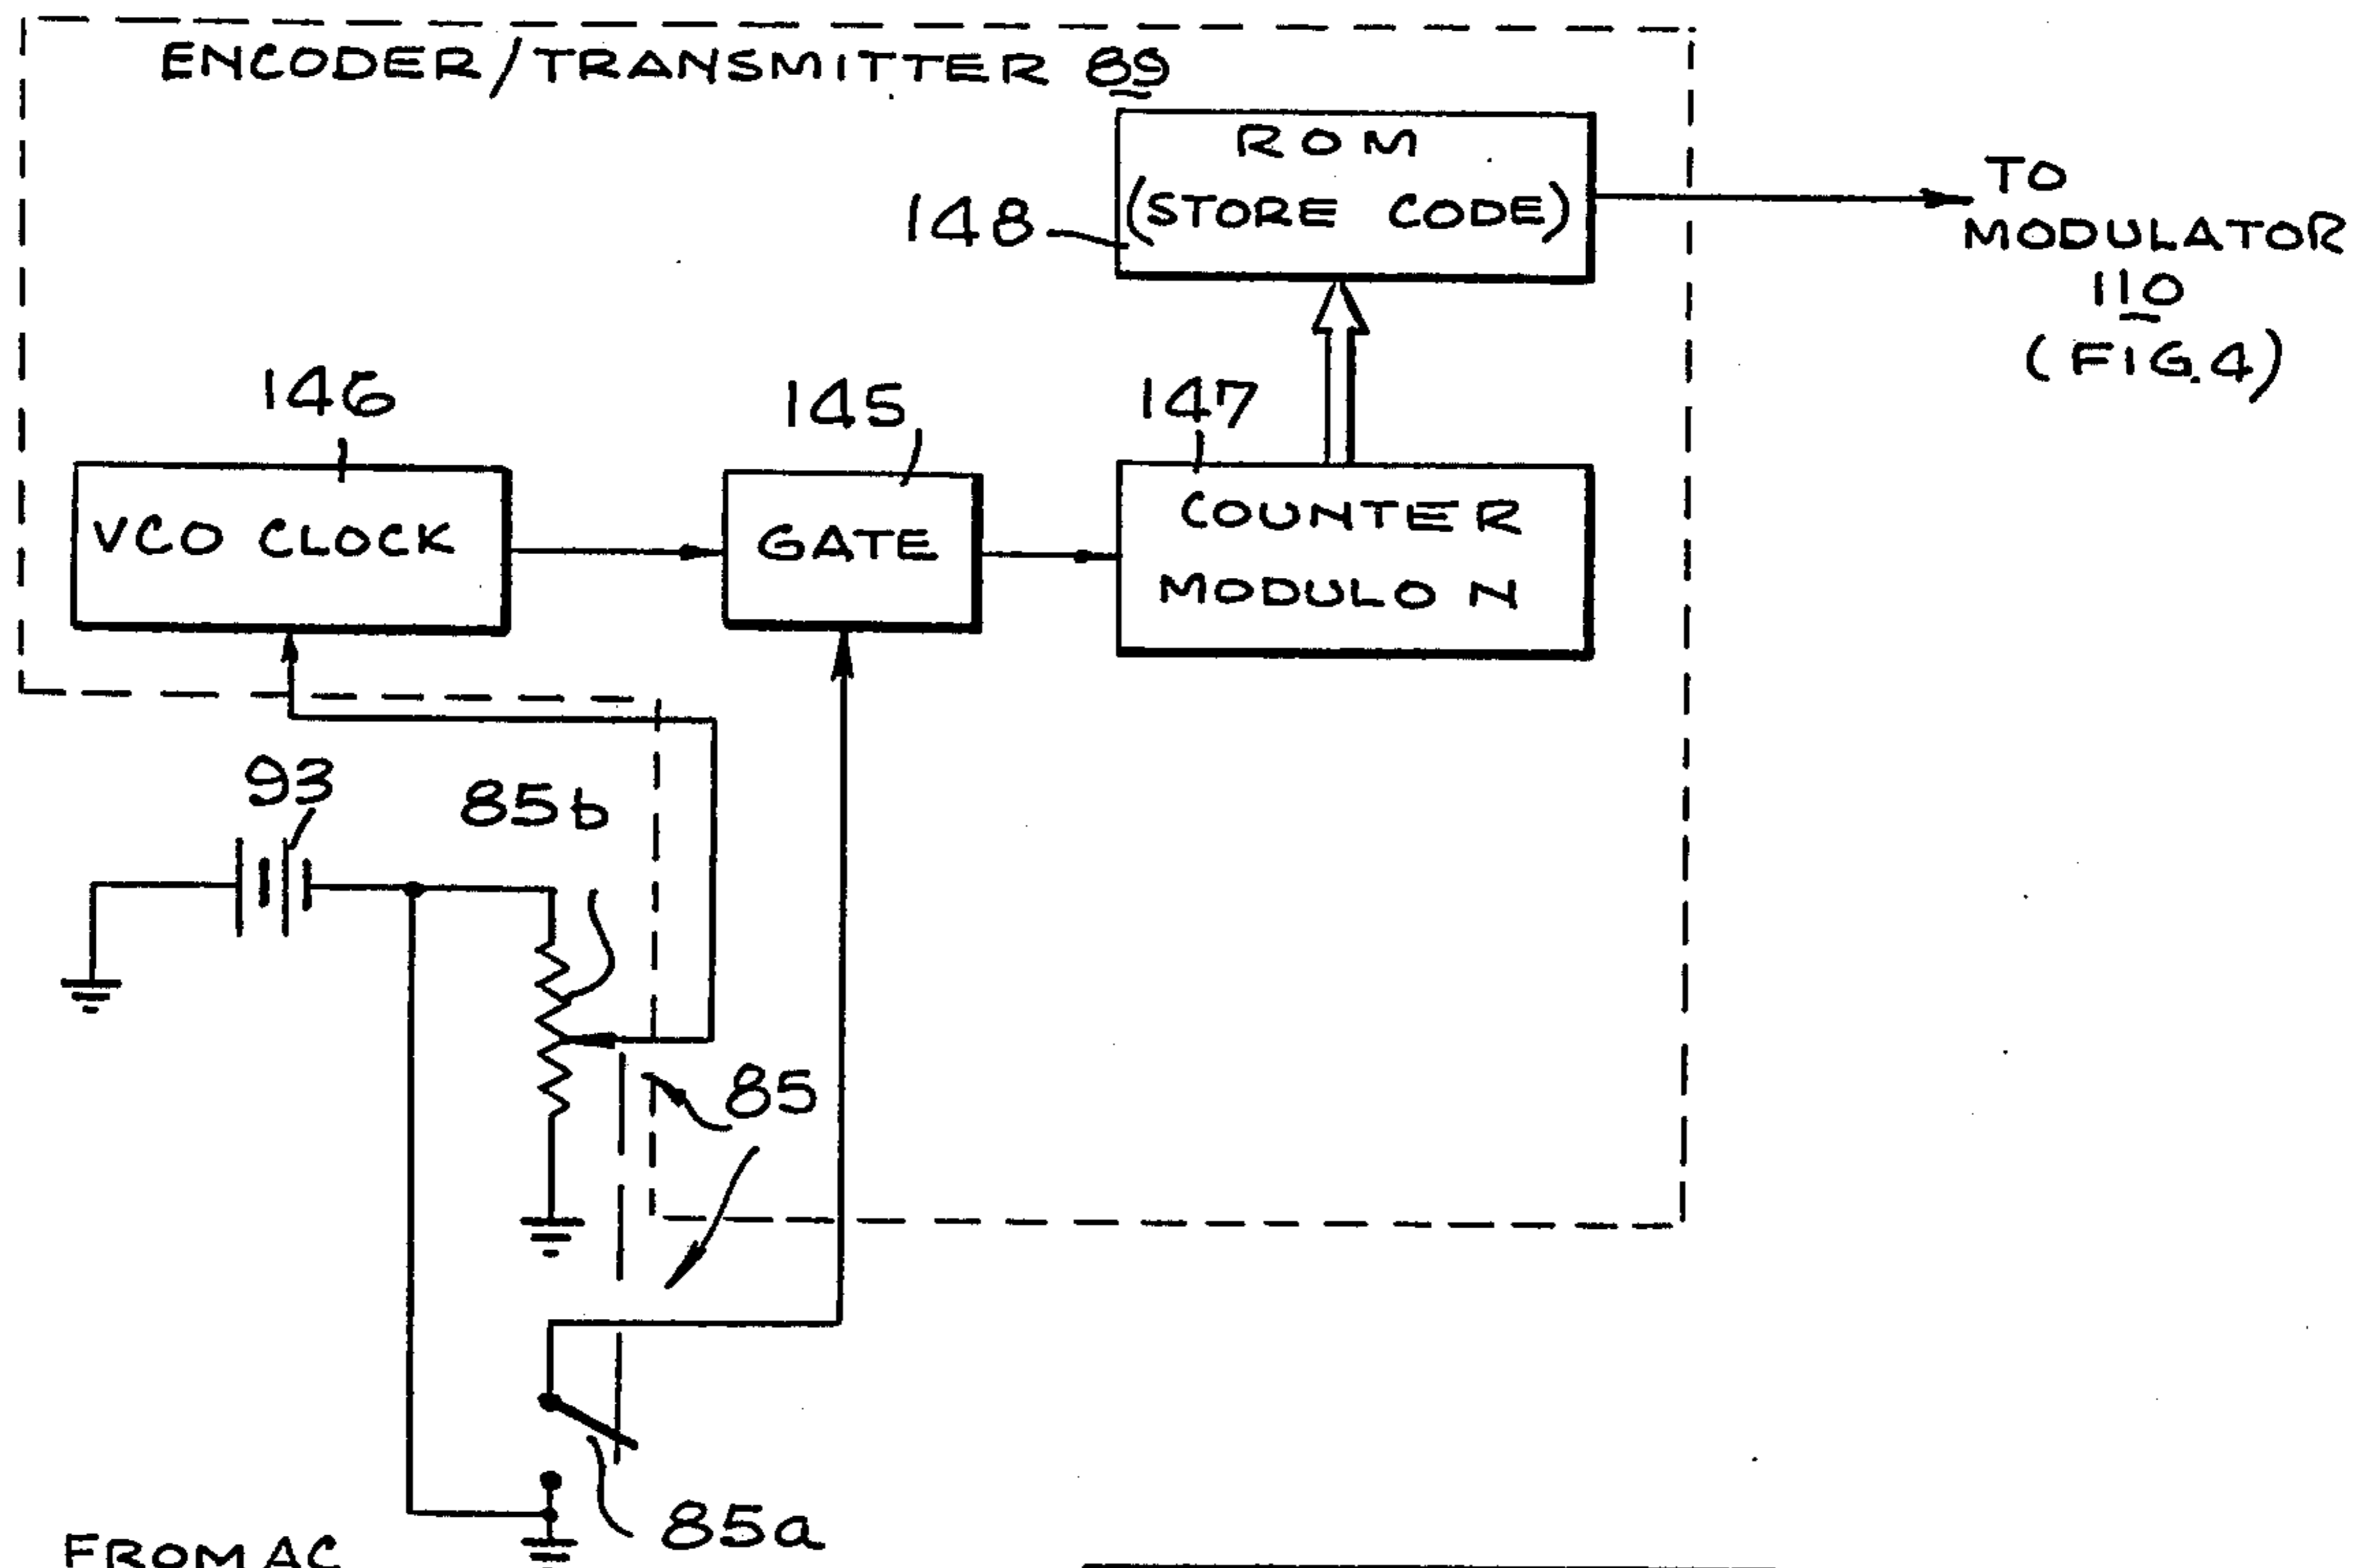 ENCODER/TRANSMITTER 89
ROM
(STORE CODE)
148
TO
MODULATOR
110
(FIG.4)
146
145
147
VCO CLOCK
GATE
COUNTER
MODULO N
93
85b
85
85a
FROM AC